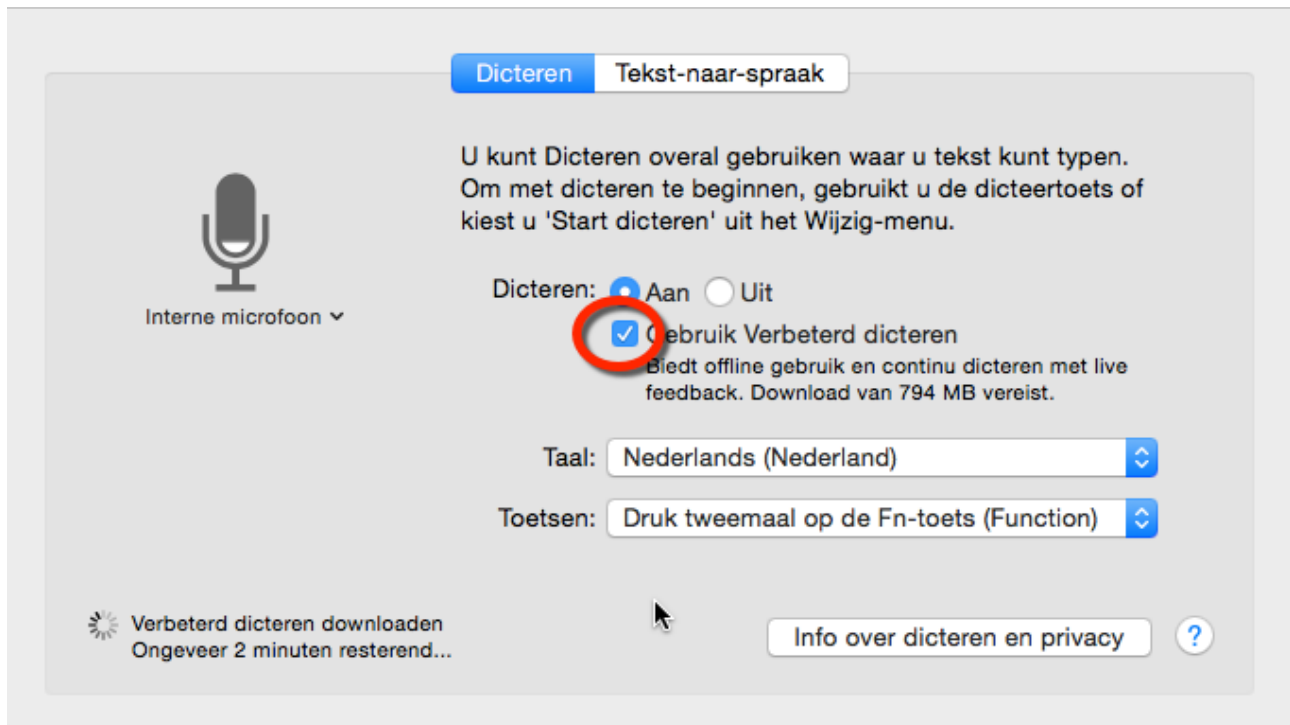 Dicteren Tekst-naar-spraak
U kunt Dicteren overal gebruiken waar u tekst kunt typen.
Om met dicteren te beginnen, gebruikt u de dicteertoets of
kiest u 'Start dicteren' uit het Wijzig-menu.
Interne microfoon
Dicteren: Aan Uit
Gebruik Verbeterd dicteren
Biedt offline gebruik en continu dicteren met live
feedback. Download van 794 MB vereist.
Taal: Nederlands (Nederland)
Toetsen: Druk tweemaal op de Fn-toets (Function)
Verbeterd dicteren downloaden
Ongeveer 2 minuten resterend...
Info over dicteren en privacy ?